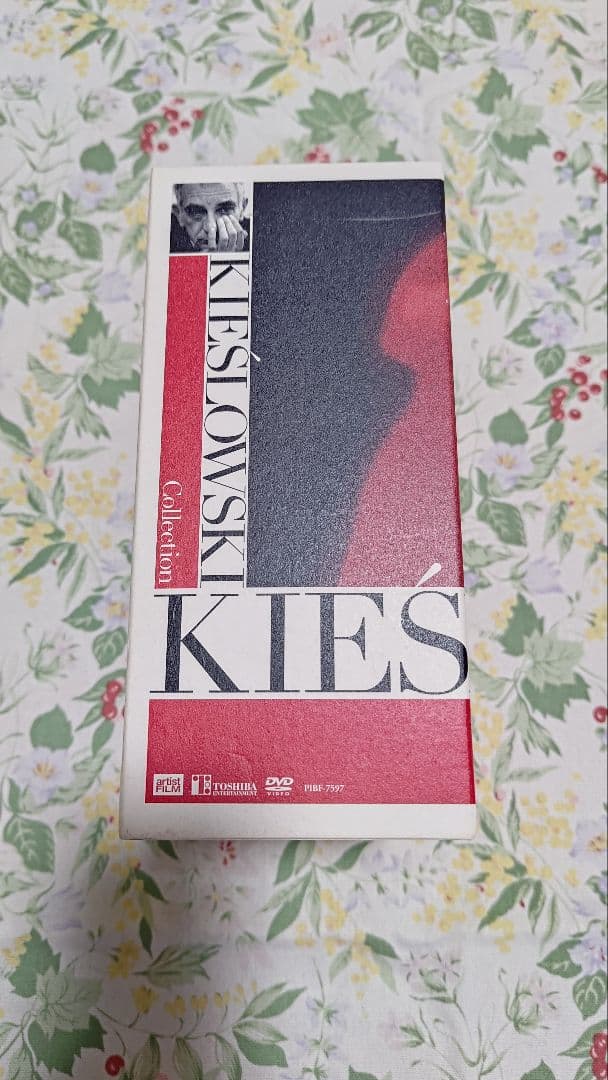 KIEŚLOWSKI
Collection
KIEŚ
artist
FILM
TOSHIBA
ENTERTAINMENT
DVD
VIDEO
PIBF-7597